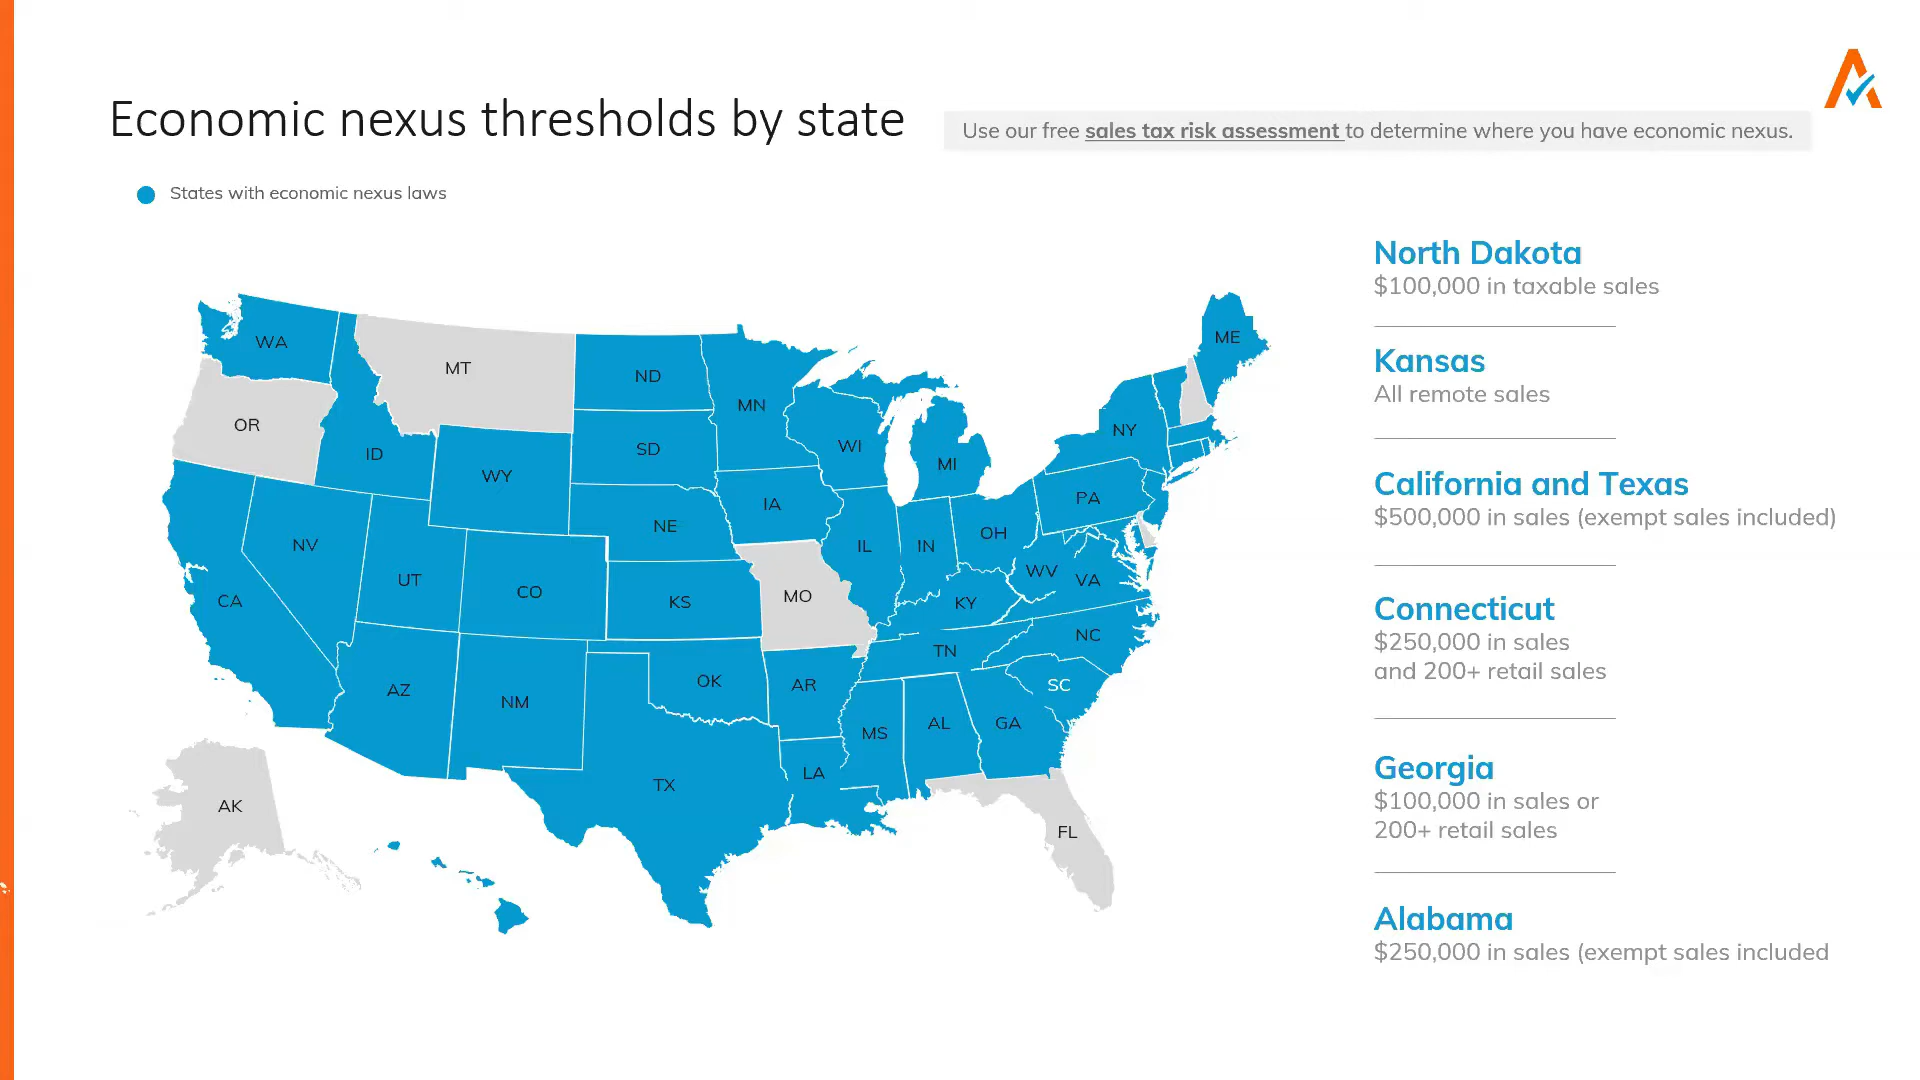 Economic nexus thresholds by state
Use our free sales tax risk assessment to determine where you have economic nexus.
States with economic nexus laws
North Dakota
$100,000 in taxable sales
Kansas
All remote sales
California and Texas
$500,000 in sales (exempt sales included)
Connecticut
$250,000 in sales
and 200+ retail sales
Georgia
$100,000 in sales or
200+ retail sales
Alabama
$250,000 in sales (exempt sales included
WA
MT
ND
MN
ME
OR
ID
WY
SD
WI
MI
NY
NV
UT
CO
NE
IA
IL
IN
OH
PA
CA
KS
MO
KY
WV
VA
AZ
NM
OK
AR
TN
NC
SC
TX
LA
MS
AL
GA
AK
FL